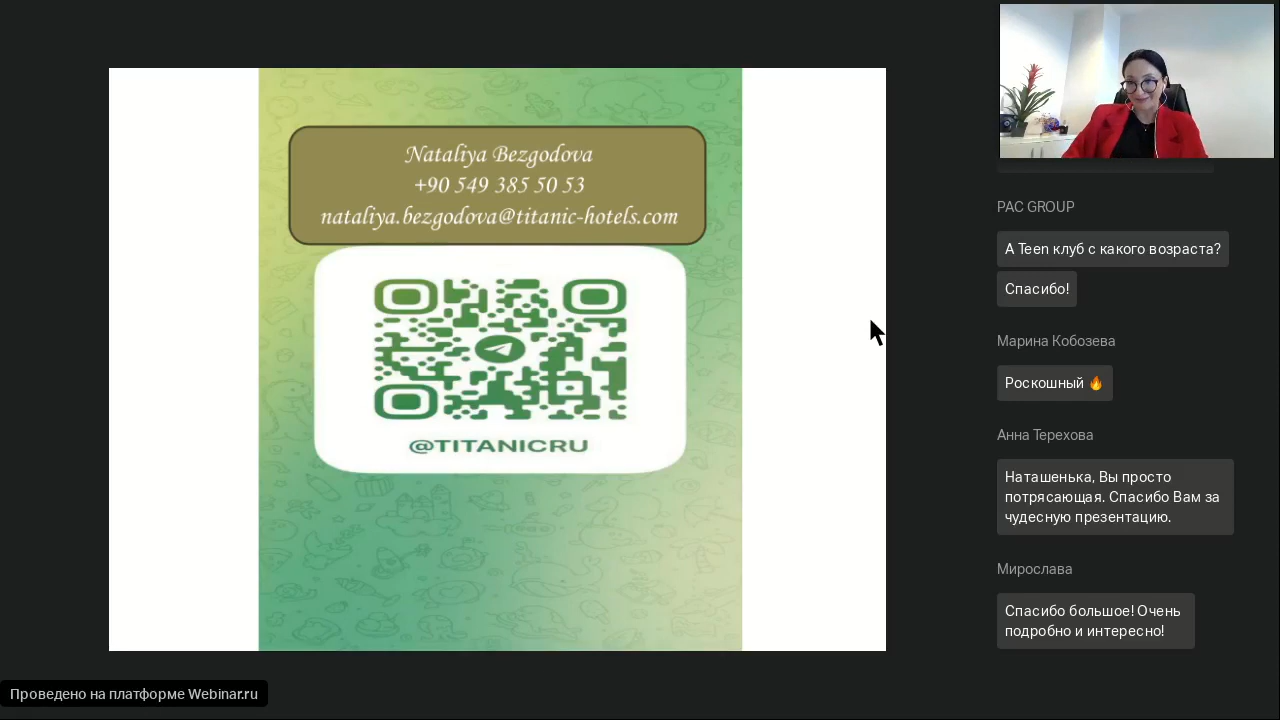 Nataliya Bezgodova
+90 549 385 50 53
nataliya.bezgodova@titanic-hotels.com
@TITANICRU
PAC GROUP
А Teen клуб с какого возраста?
Спасибо!
Марина Кобозева
Роскошный 🔥
Анна Терехова
Наташенька, Вы просто
потрясающая. Спасибо Вам за
чудесную презентацию.
Мирослава
Спасибо большое! Очень
подробно и интересно!
Проведено на платформе Webinar.ru